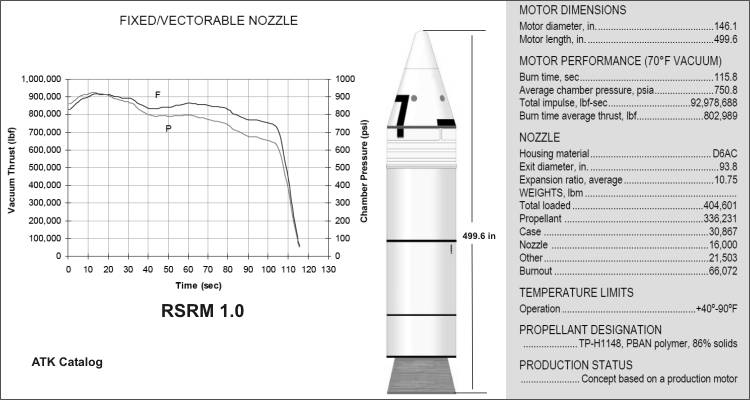 FIXED/VECTORABLE NOZZLE
1,000,000
900,000
800,000
700,000
600,000
500,000
400,000
300,000
200,000
100,000
0
Vacuum Thrust (lbf)
F
P
1000
900
800
700
600
500
400
300
200
100
0
Chamber Pressure (psi)
0 10 20 30 40 50 60 70 80 90 100 110 120 130
Time (sec)
RSRM 1.0
ATK Catalog
499.6 in
MOTOR DIMENSIONS
Motor diameter, in. 146.1
Motor length, in. 499.6
MOTOR PERFORMANCE (70°F VACUUM)
Burn time, sec 115.8
Average chamber pressure, psia 750.8
Total impulse, lbf-sec 92,978,688
Burn time average thrust, lbf 802,989
NOZZLE
Housing material D6AC
Exit diameter, in. 93.8
Expansion ratio, average 10.75
WEIGHTS, lbm
Total loaded 404,601
Propellant 336,231
Case 30,867
Nozzle 16,000
Other 21,503
Burnout 66,072
TEMPERATURE LIMITS
Operation +40°-90°F
PROPELLANT DESIGNATION
TP-H1148, PBAN polymer, 86% solids
PRODUCTION STATUS
Concept based on a production motor